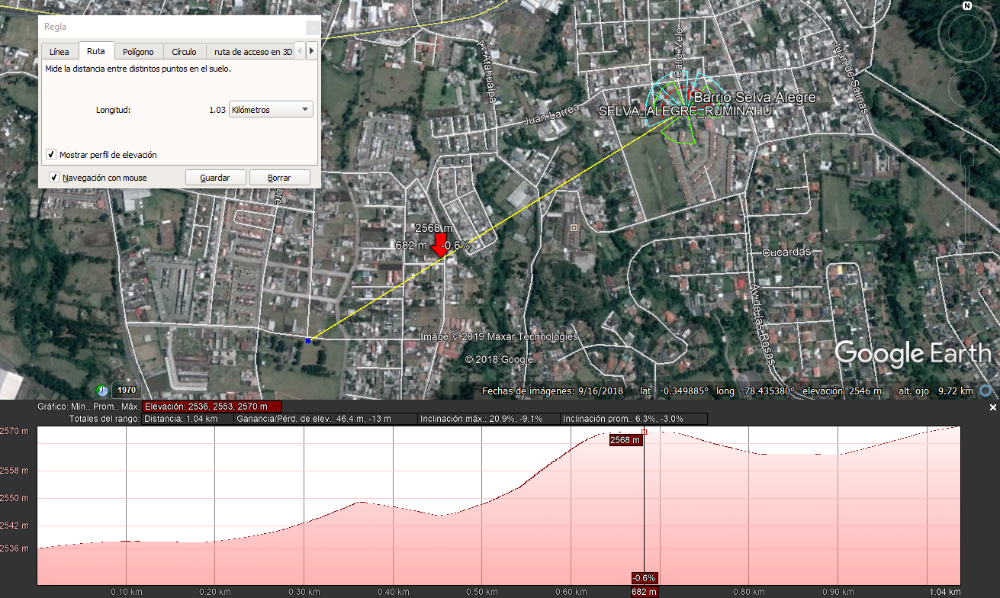 Regla
Línea Ruta Polígono Círculo ruta de acceso en 3D
Mide la distancia entre distintos puntos en el suelo.
Longitud: 1.03 Kilómetros
Mostrar perfil de elevación
Navegación con mouse Guardar Borrar
N
Calle Melo
Juan de Salinas
Atahualpa
Juan Larrea
Barrio Selva Alegre
SELVA_ALEGRE_RUMINAHUI
2568 m
682 m -0.6%
Cucardas
Av de las Rosas
Image © 2019 Maxar Technologies
© 2018 Google
Google Earth
1970
Fechas de imágenes: 9/16/2018 lat -0.349885° long -78.435380° elevación 2546 m alt. ojo 9.72 km
Gráfico: Mín.. Prom.. Máx. Elevación: 2536, 2553, 2570 m
Totales del rango: Distancia: 1.04 km Ganancia/Pérd. de elev.: 46.4 m, -13 m Inclinación máx.: 20.9%, -9.1% Inclinación prom.: 6.3%, -3.0%
2570 m
2568 m
2558 m
2550 m
2542 m
2536 m
-0.6%
0.10 km 0.20 km 0.30 km 0.40 km 0.50 km 0.60 km 682 m 0.80 km 0.90 km 1.04 km